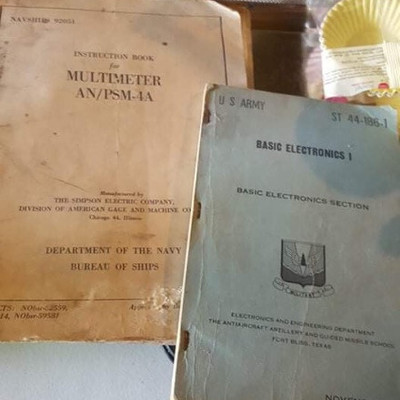 NAVSHIPS 92053
INSTRUCTION BOOK
for
MULTIMETER
AN/PSM-4A
Manufactured by
THE SIMPSON ELECTRIC COMPANY,
DIVISION OF AMERICAN GAGE AND MACHINE CO
Chicago 44, Illinois
DEPARTMENT OF THE NAVY
BUREAU OF SHIPS
U S ARMY
ST 44-186-1
BASIC ELECTRONICS I
BASIC ELECTRONICS SECTION
ELECTRONICS AND ENGINEERING DEPARTMENT
THE ANTIAIRCRAFT ARTILLERY AND GUIDED MISSILE SCHOOL
FORT BLISS, TEXAS